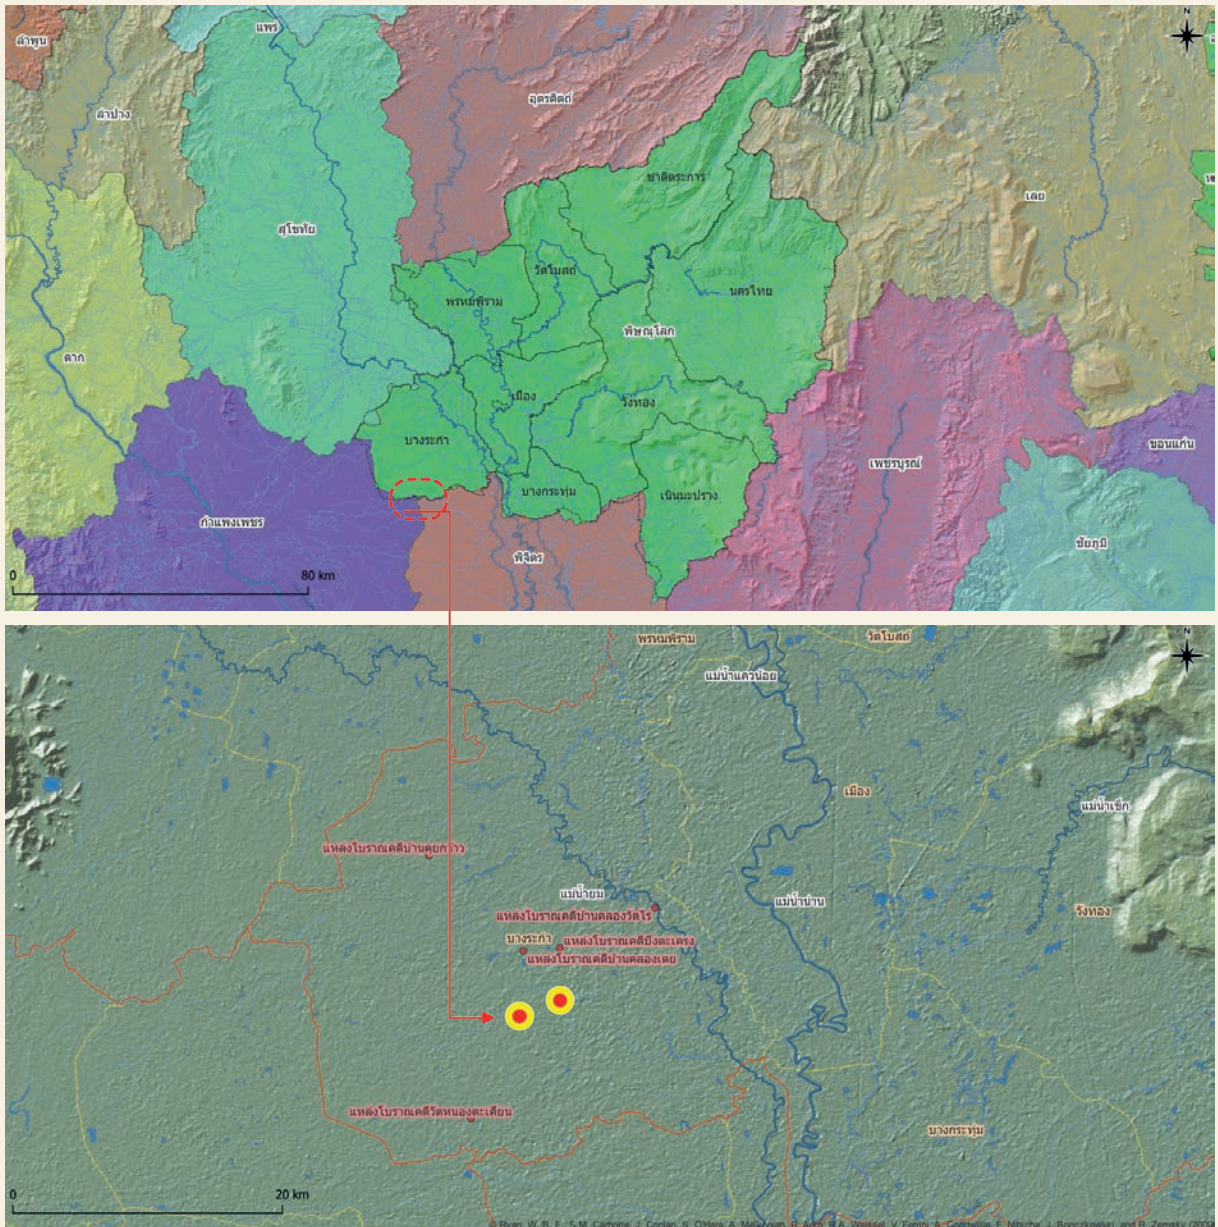 N
แพร่
ลำพูน
อุตรดิตถ์
ลำปาง
ชาติตระการ
เลย
สุโขทัย
วัดโบสถ์
นครไทย
พรหมพิราม
พิษณุโลก
ตาก
เมือง
วังทอง
บางระกำ
ขอนแก่น
เพชรบูรณ์
บางกระทุ่ม
เนินมะปราง
กำแพงเพชร
ชัยภูมิ
พิจิตร
0
80 km
N
พรหมพิราม
วัดโบสถ์
แม่น้ำแควน้อย
เมือง
แม่น้ำเข็ก
แหล่งโบราณคดีบ้านคุยกว้าว
แม่น้ำยม
แม่น้ำน่าน
แหล่งโบราณคดีบ้านคลองวัดไร่
วังทอง
บางระกำ
แหล่งโบราณคดีบึงตะเครง
แหล่งโบราณคดีบ้านคลองเตย
แหล่งโบราณคดีวัดหนองตะเคียน
บางกระทุ่ม
0
20 km
© Ryan, W. B. F., S.M. Carbotte, J. Coplan, S. O'Hara, A. Melkonian, R. Arko, R.A. Weissel, V. Ferrini, A. Goodwillie, F. Nitsche, J. Bonczkowski, and R. Zemsky (200